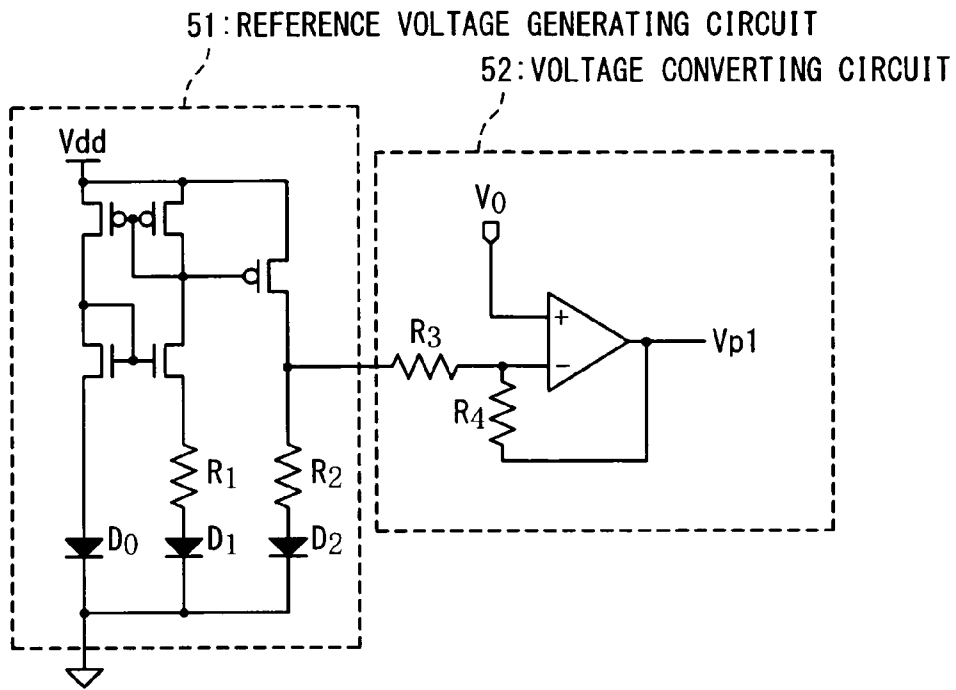 51:REFERENCE VOLTAGE GENERATING CIRCUIT
52:VOLTAGE CONVERTING CIRCUIT
Vdd
V0
R3
+
−
Vp1
R4
R1
R2
D0
D1
D2